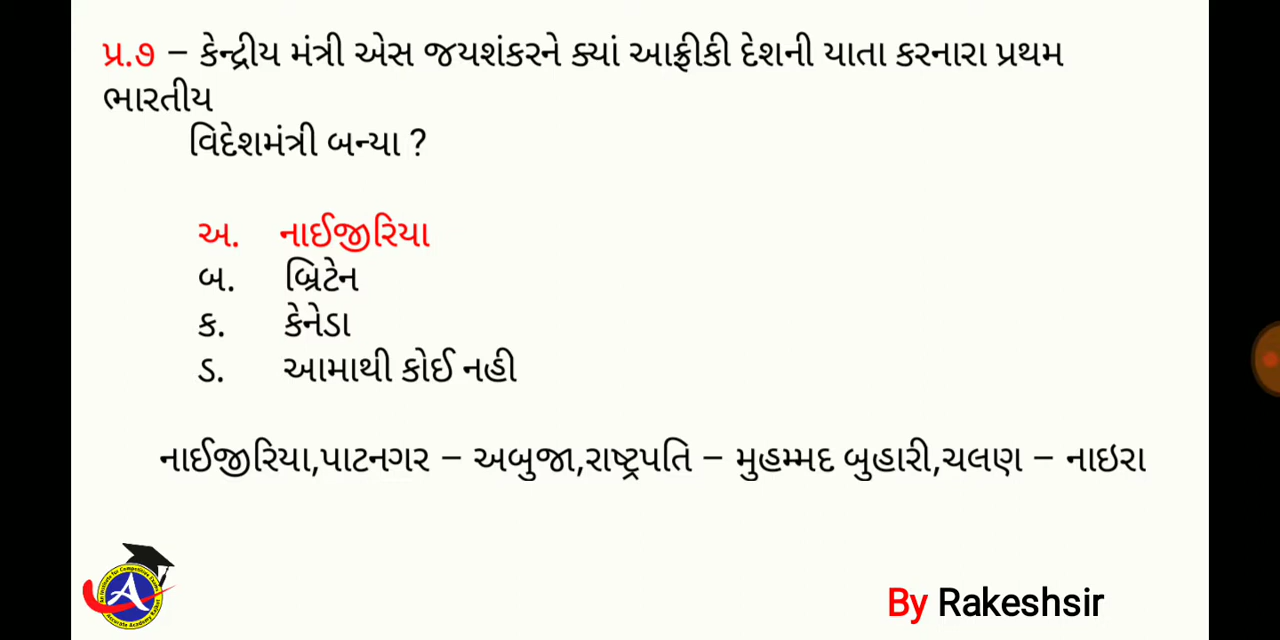 પ્ર.૭ – કેન્દ્રીય મંત્રી એસ જયશંકરને ક્યાં આફ્રીકી દેશની યાતા કરનારા પ્રથમ
ભારતીય
વિદેશમંત્રી બન્યા ?
અ. નાઈજીરિયા
બ. બ્રિટેન
ક. કેનેડા
ડ. આમાથી કોઈ નહી
નાઈજીરિયા,પાટનગર – અબુજા,રાષ્ટ્રપતિ – મુહમ્મદ બુહારી,ચલણ – નાઇરા
By Rakeshsir